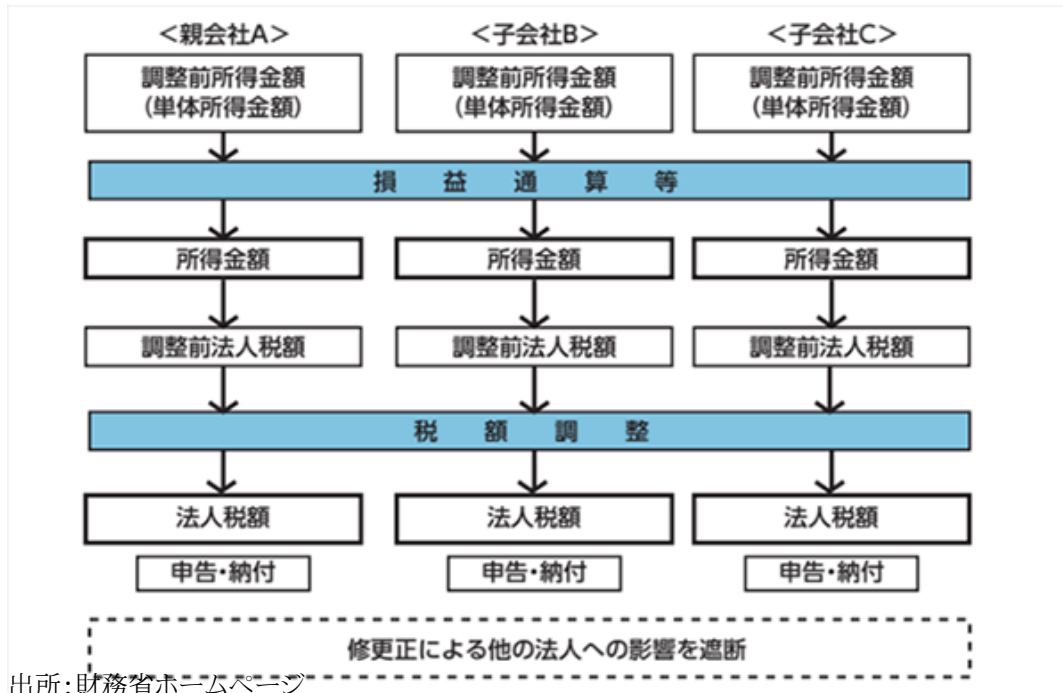 <親会社A> <子会社B> <子会社C>
調整前所得金額 調整前所得金額 調整前所得金額
(単体所得金額) (単体所得金額) (単体所得金額)
損益通算等
所得金額 所得金額 所得金額
調整前法人税額 調整前法人税額 調整前法人税額
税額調整
法人税額 法人税額 法人税額
申告・納付 申告・納付 申告・納付
修更正による他の法人への影響を遮断
出所:財務省ホームページ